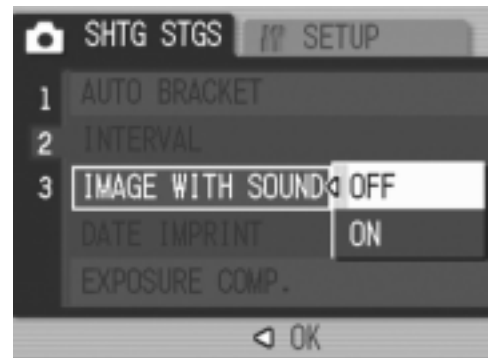 SHTG STGS SETUP
1 AUTO BRACKET
2 INTERVAL
3 IMAGE WITH SOUND OFF
DATE IMPRINT ON
EXPOSURE COMP.
OK